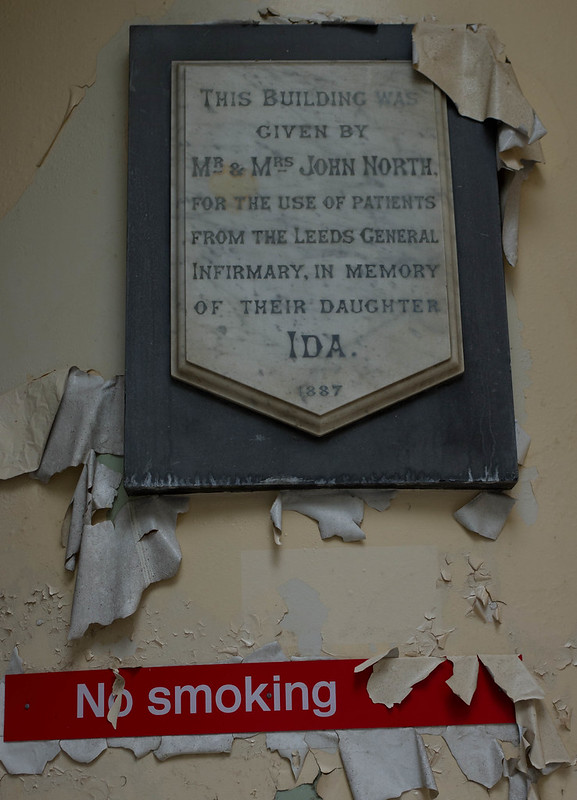 THIS BUILDING WAS
GIVEN BY
MR & MRS JOHN NORTH.
FOR THE USE OF PATIENTS
FROM THE LEEDS GENERAL
INFIRMARY, IN MEMORY
OF THEIR DAUGHTER
IDA.
1887
No smoking